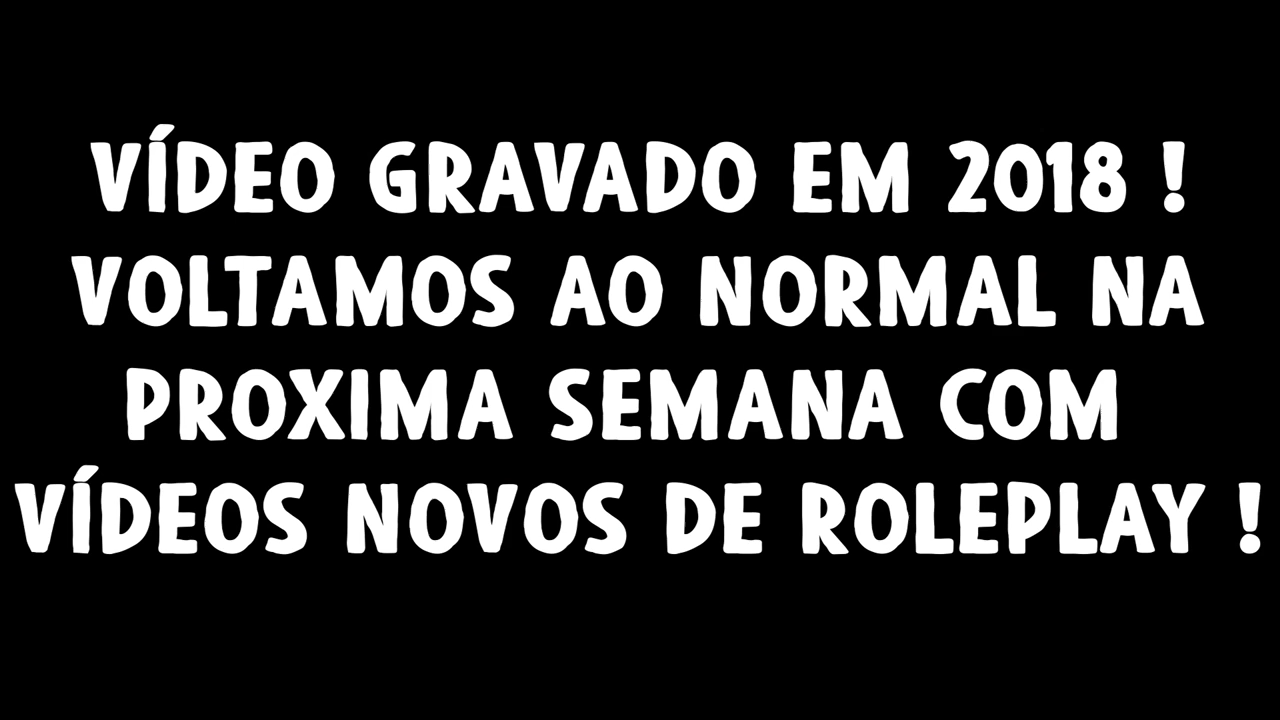 VÍDEO GRAVADO EM 2018 !
VOLTAMOS AO NORMAL NA
PROXIMA SEMANA COM
VÍDEOS NOVOS DE ROLEPLAY !